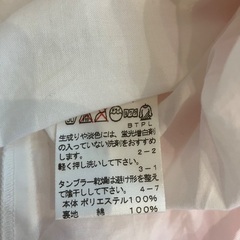 BTPL
生成りや淡色には、蛍光増白剤
の入っていない洗剤をおすすめ
2-2
軽く押し洗いして下さい。
3-1
タンブラー乾燥は避け形を整え
て陰干しして下さい。
4-7
本体 ポリエステル100%
裏地 綿 100%